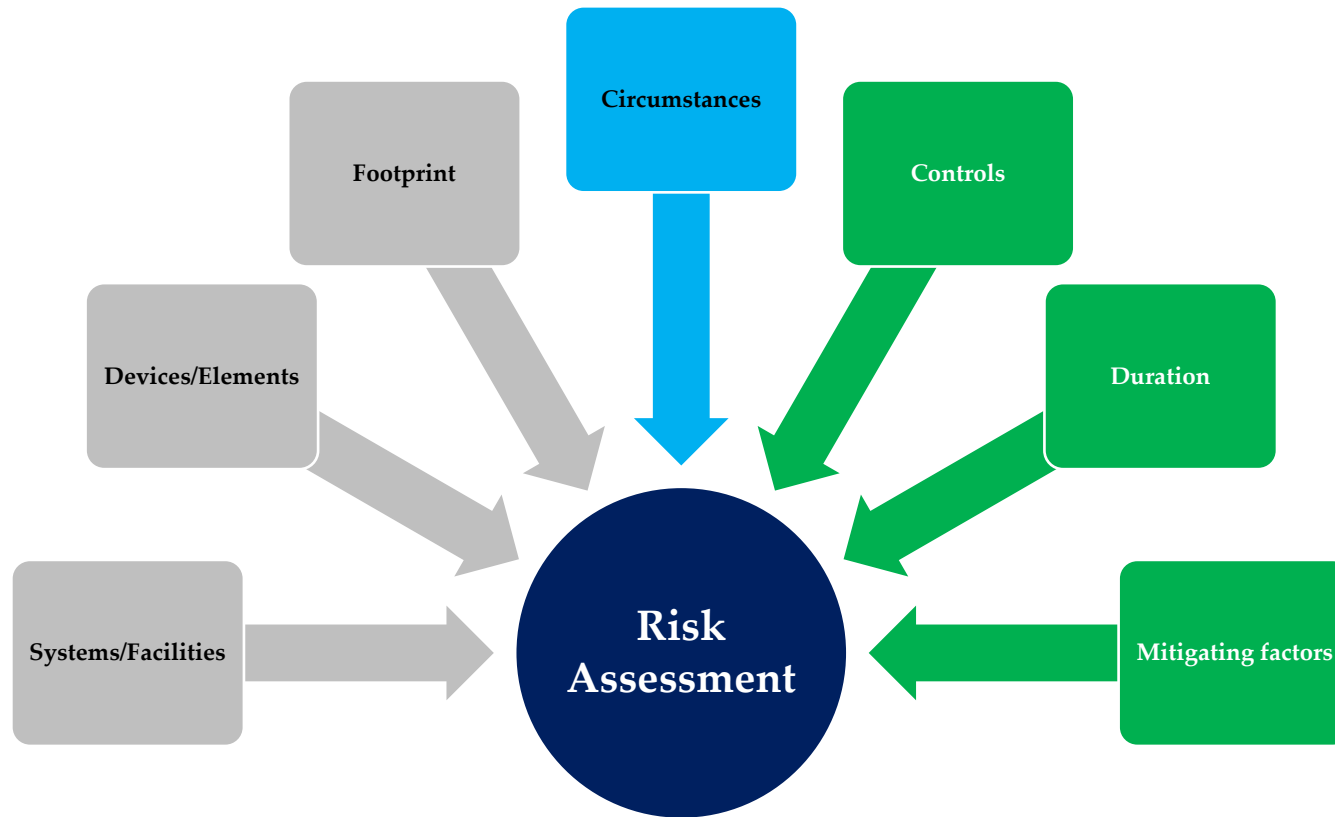 Circumstances
Footprint
Controls
Devices/Elements
Duration
Systems/Facilities
Risk
Assessment
Mitigating factors